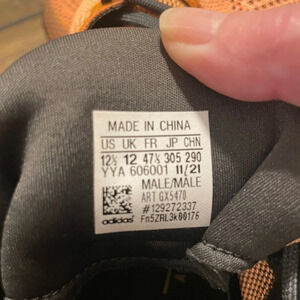 MADE IN CHINA
US UK FR JP CHN
12½ 12 47⅓ 305 290
YYA 606001 11/21
MALE/MALE
ART GX5470
#129272337
adidas Fn5ZRL3k00176